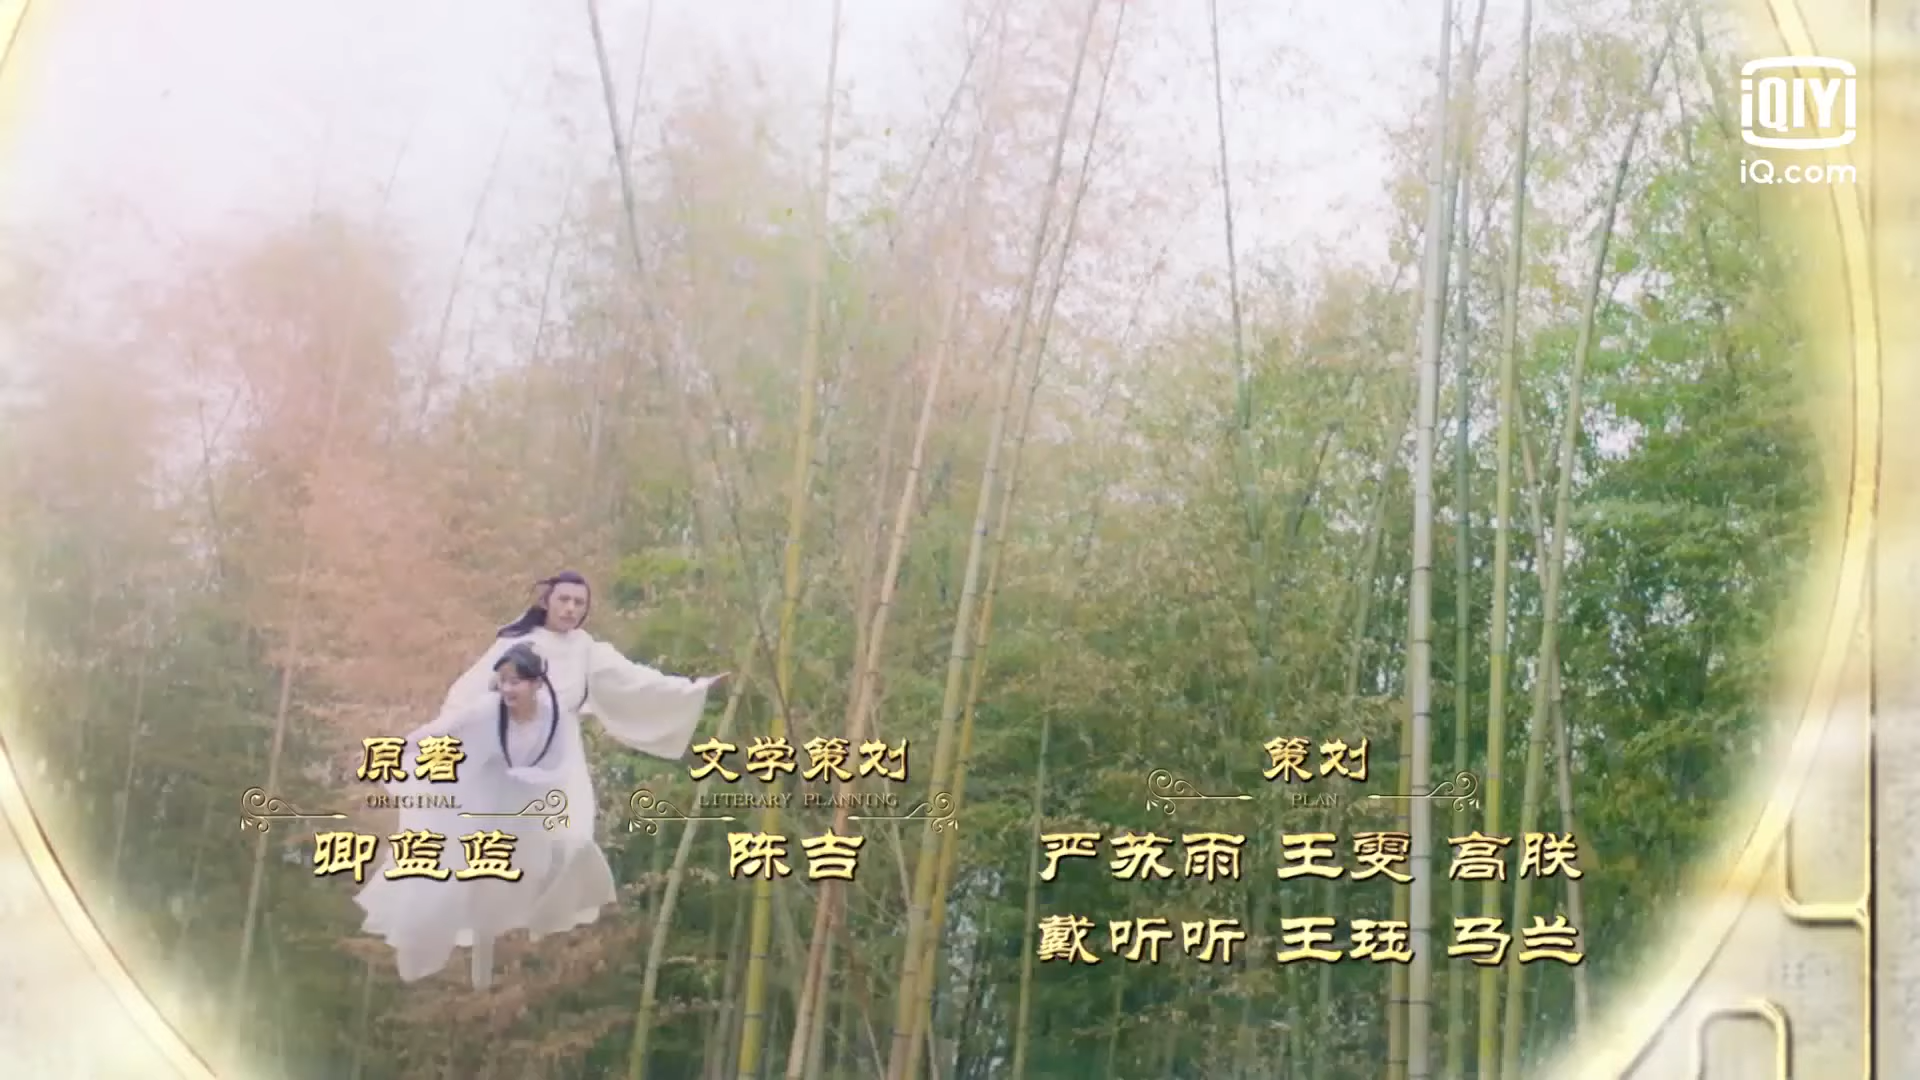 iQIYI
iQ.com
原著 文学策划 策划
ORIGINAL LITERARY PLANNING PLAN
卿蓝蓝 陈吉 严苏雨 王雯 高朕
戴听听 王珏 马兰